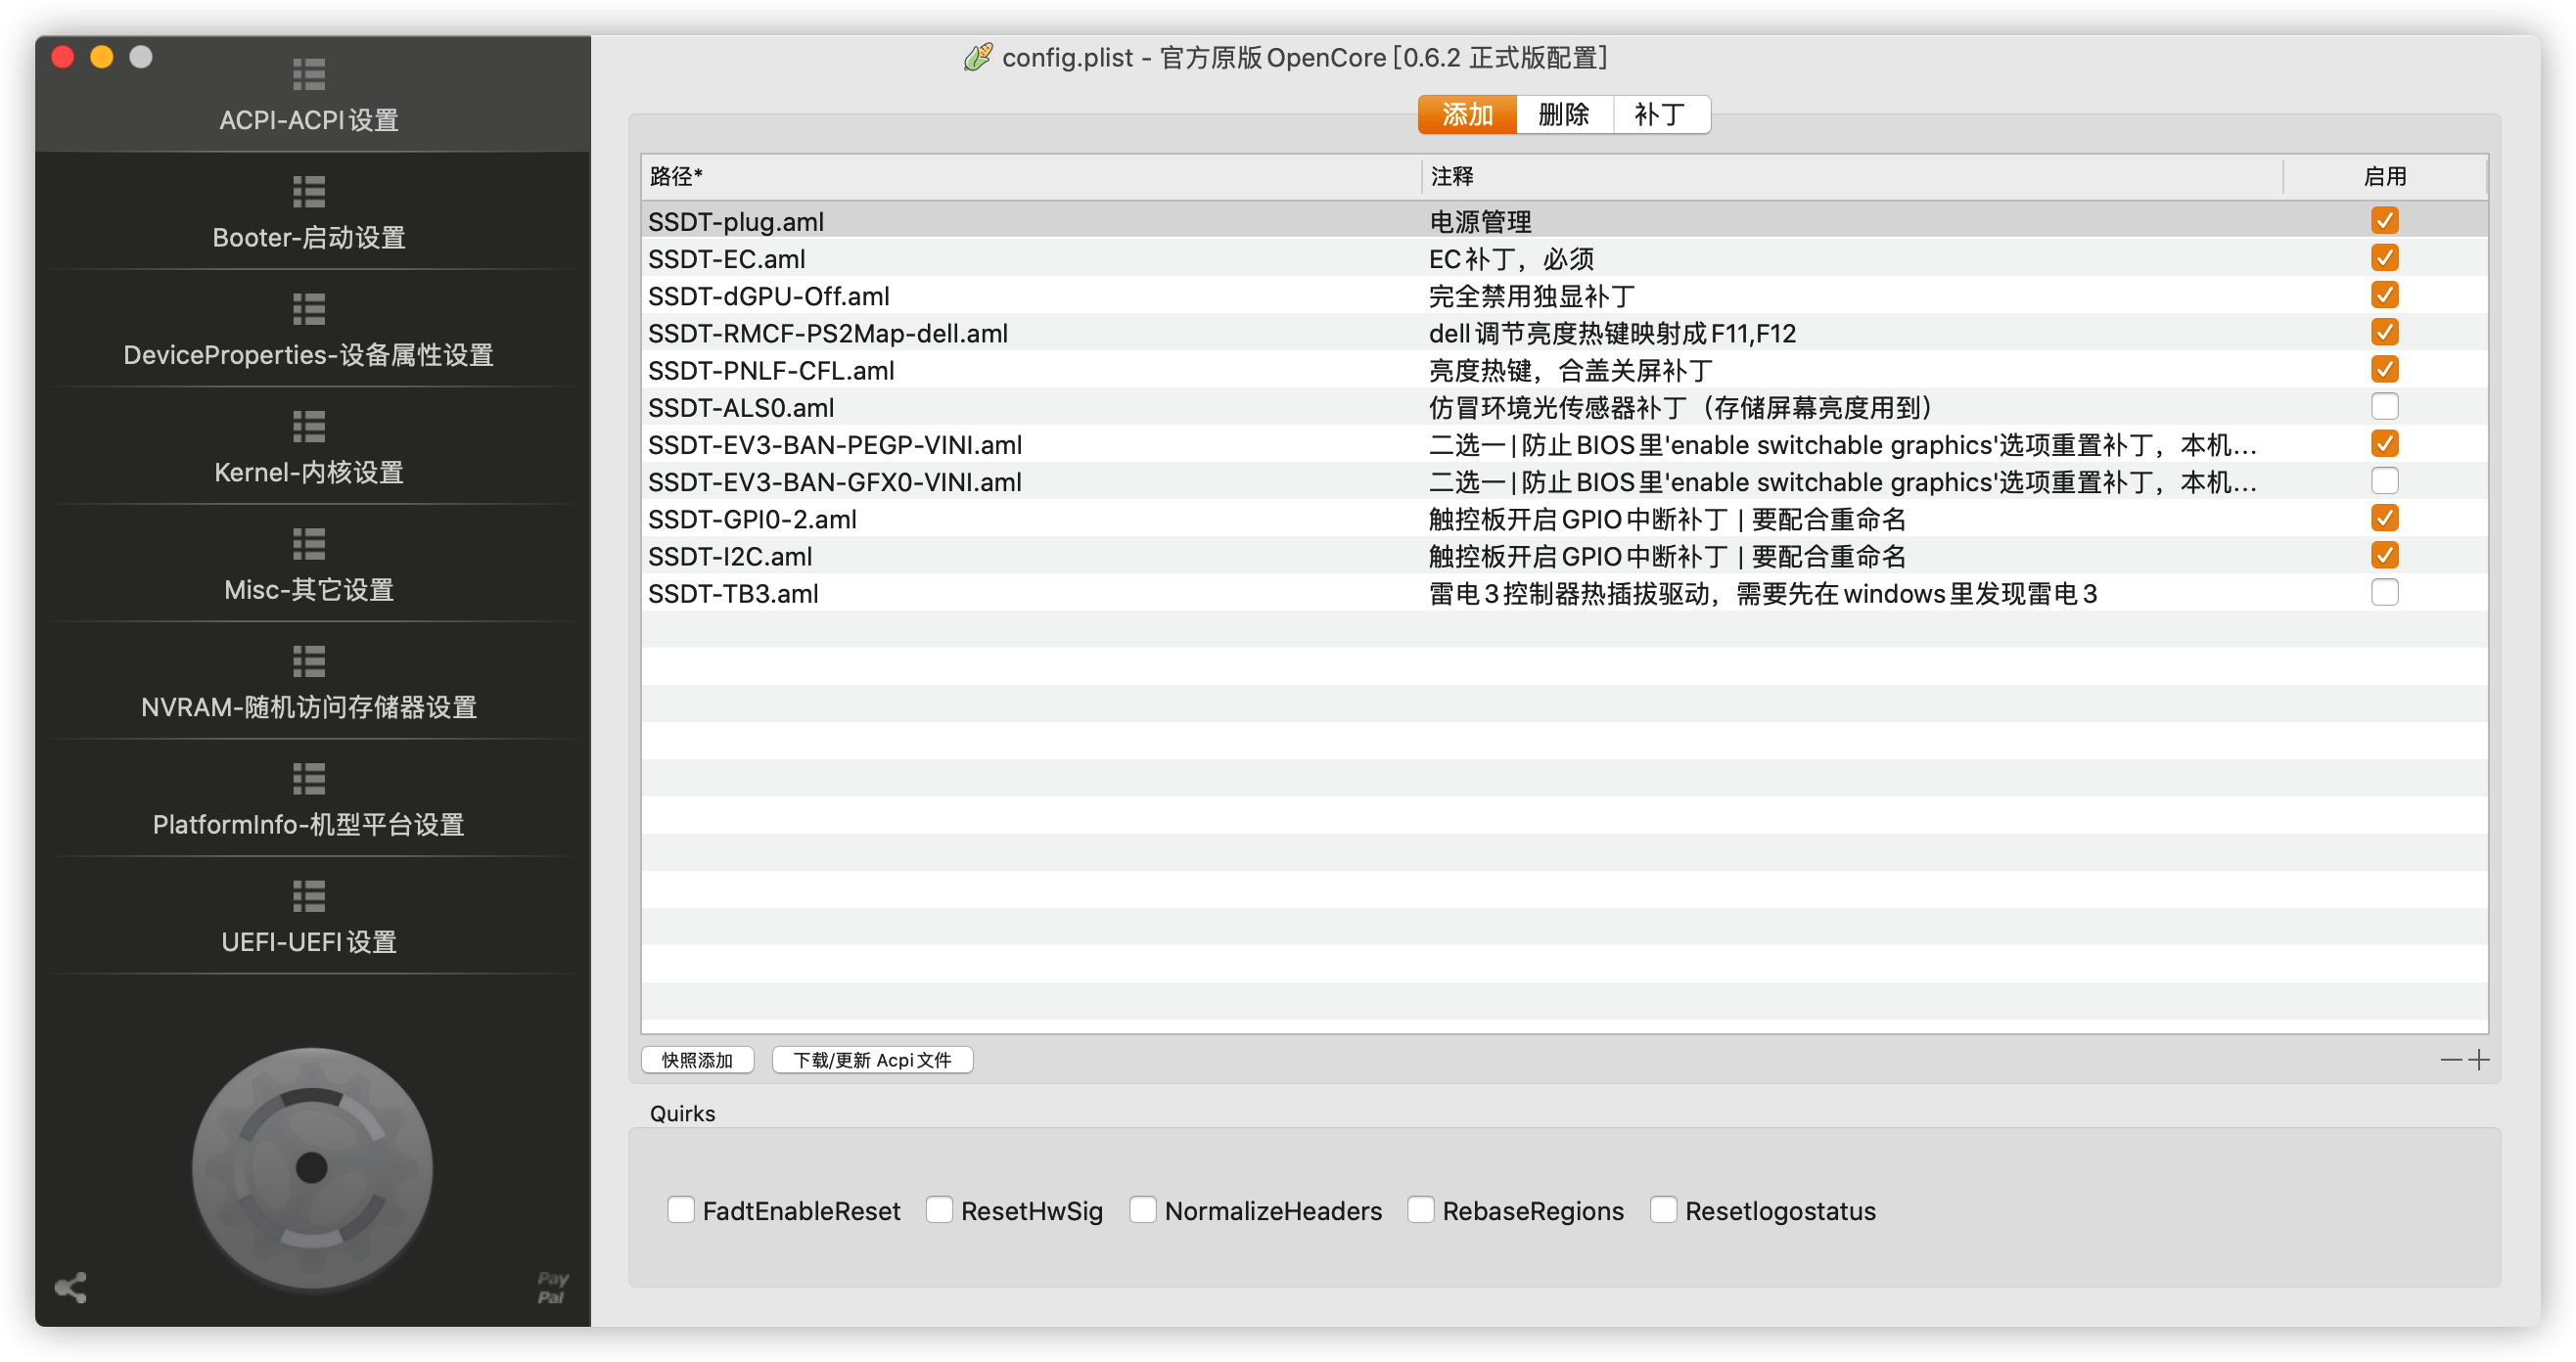 config.plist - 官方原版OpenCore [0.6.2 正式版配置]
ACPI-ACPI设置
Booter-启动设置
DeviceProperties-设备属性设置
Kernel-内核设置
Misc-其它设置
NVRAM-随机访问存储器设置
PlatformInfo-机型平台设置
UEFI-UEFI设置
Pay
Pal
添加 删除 补丁
路径* 注释 启用
SSDT-plug.aml 电源管理
SSDT-EC.aml EC补丁，必须
SSDT-dGPU-Off.aml 完全禁用独显补丁
SSDT-RMCF-PS2Map-dell.aml dell调节亮度热键映射成F11,F12
SSDT-PNLF-CFL.aml 亮度热键，合盖关屏补丁
SSDT-ALS0.aml 仿冒环境光传感器补丁（存储屏幕亮度用到）
SSDT-EV3-BAN-PEGP-VINI.aml 二选一|防止BIOS里'enable switchable graphics'选项重置补丁，本机...
SSDT-EV3-BAN-GFX0-VINI.aml 二选一|防止BIOS里'enable switchable graphics'选项重置补丁，本机...
SSDT-GPI0-2.aml 触控板开启GPIO中断补丁 | 要配合重命名
SSDT-I2C.aml 触控板开启GPIO中断补丁 | 要配合重命名
SSDT-TB3.aml 雷电3控制器热插拔驱动，需要先在windows里发现雷电3
快照添加 下载/更新 Acpi文件
Quirks
FadtEnableReset ResetHwSig NormalizeHeaders RebaseRegions Resetlogostatus